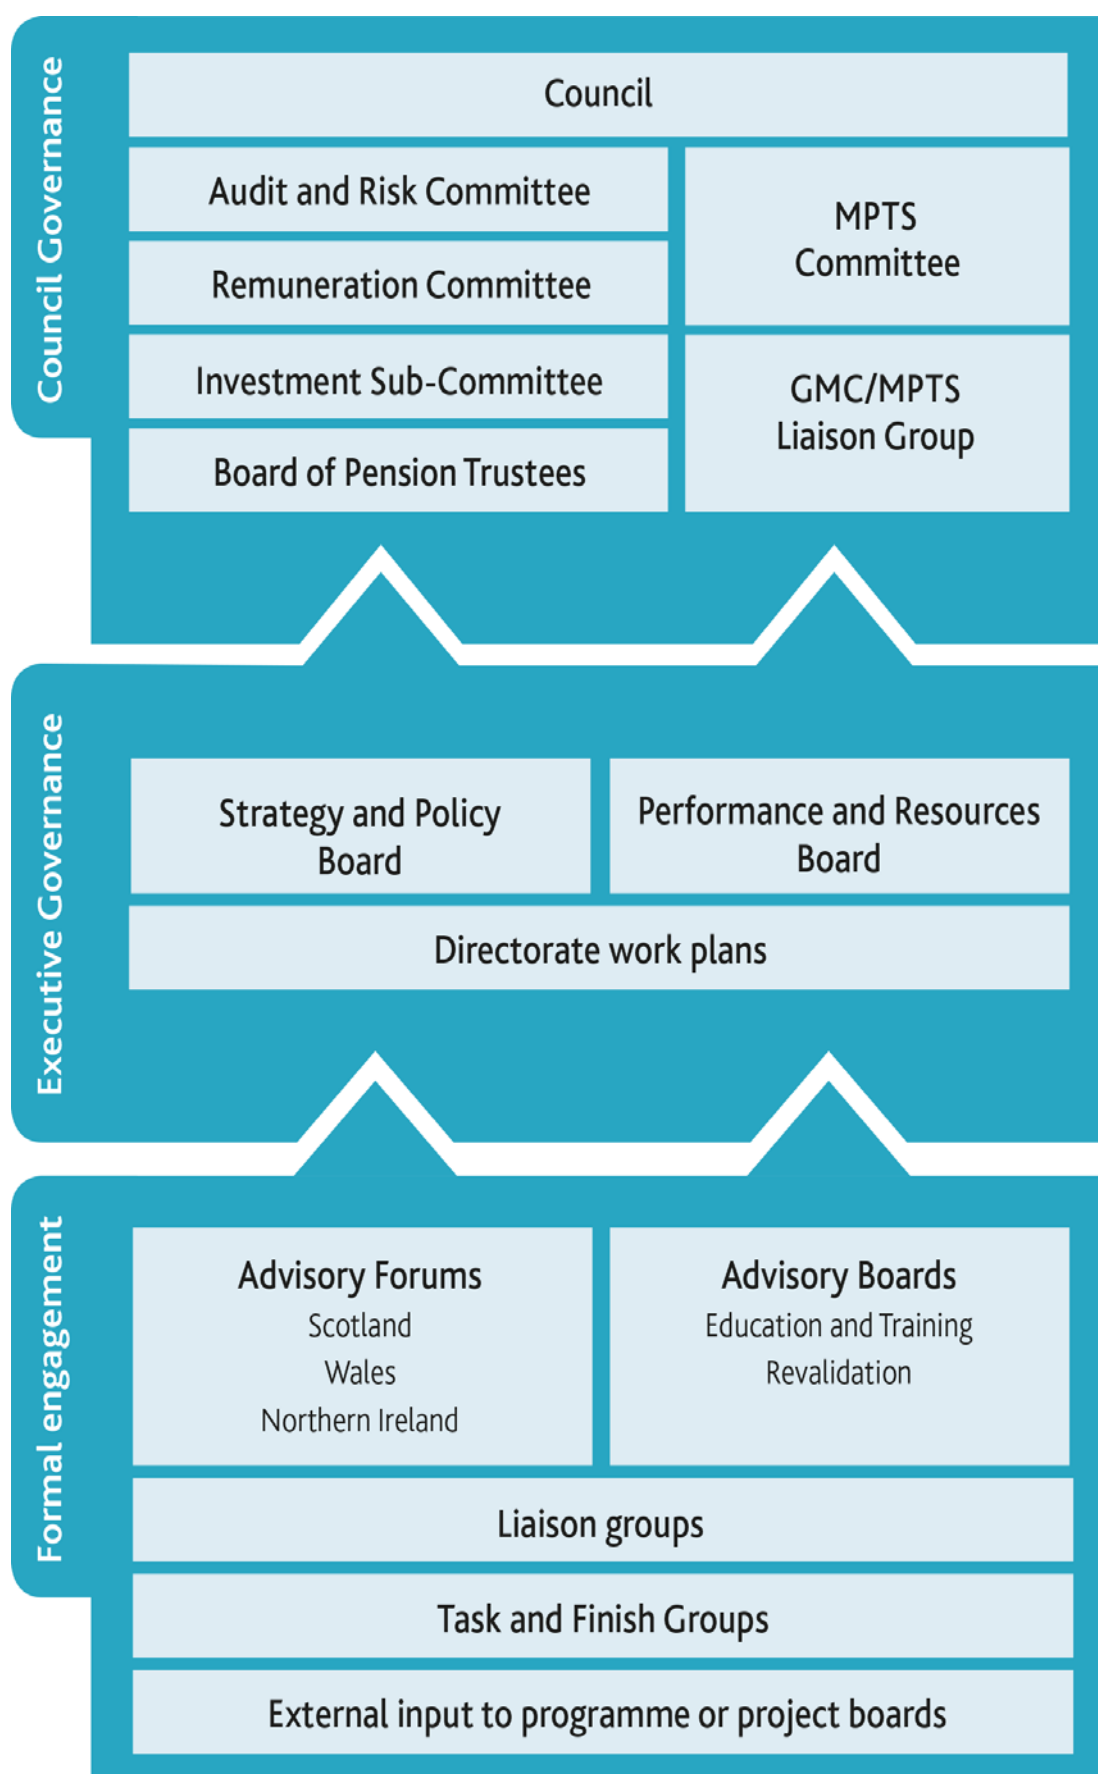 Council Governance
Council
Audit and Risk Committee
Remuneration Committee
Investment Sub-Committee
Board of Pension Trustees
MPTS
Committee
GMC/MPTS
Liaison Group
Executive Governance
Strategy and Policy
Board
Performance and Resources
Board
Directorate work plans
Formal engagement
Advisory Forums
Scotland
Wales
Northern Ireland
Advisory Boards
Education and Training
Revalidation
Liaison groups
Task and Finish Groups
External input to programme or project boards